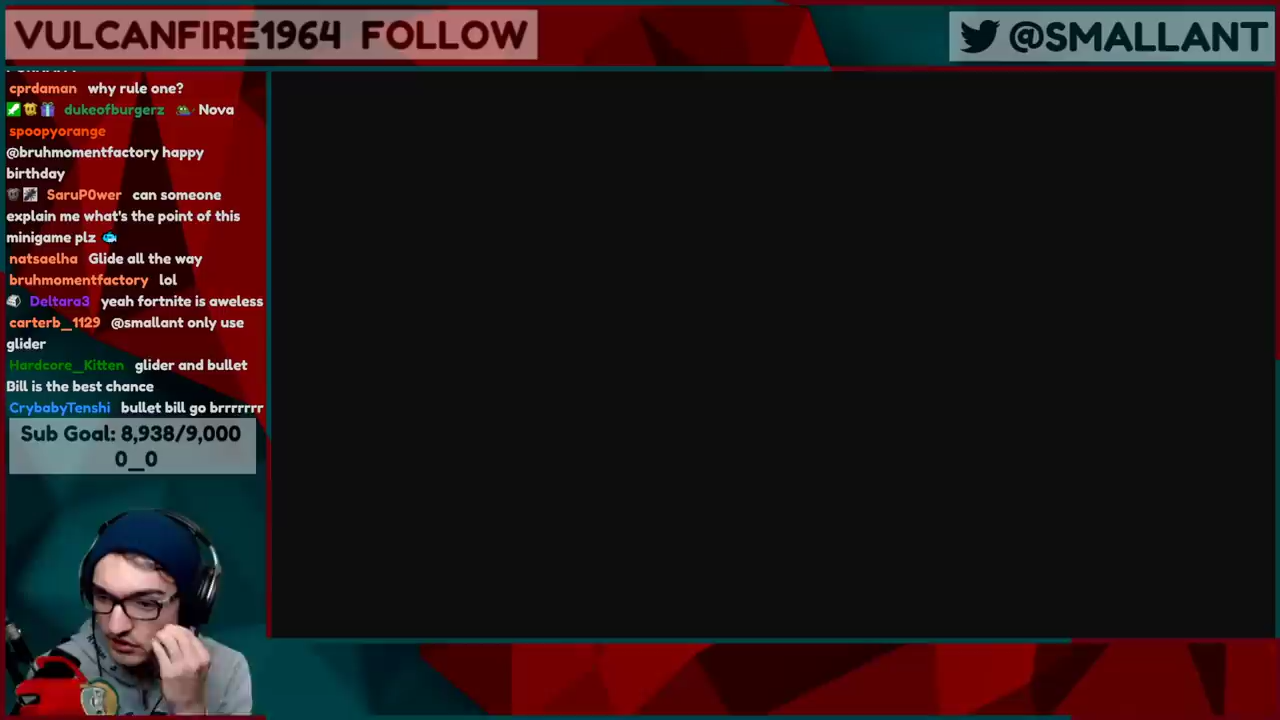 VULCANFIRE1964 FOLLOW
@SMALLANT
cprdaman why rule one?
dukeofburgerz Nova
spoopyorange
@bruhmomentfactory happy
birthday
SaruP0wer can someone
explain me what's the point of this
minigame plz
natsaelha Glide all the way
bruhmomentfactory lol
Deltara3 yeah fortnite is aweless
carterb_1129 @smallant only use
glider
Hardcore_Kitten glider and bullet
Bill is the best chance
CrybabyTenshi bullet bill go brrrrrrr
Sub Goal: 8,938/9,000
0_0